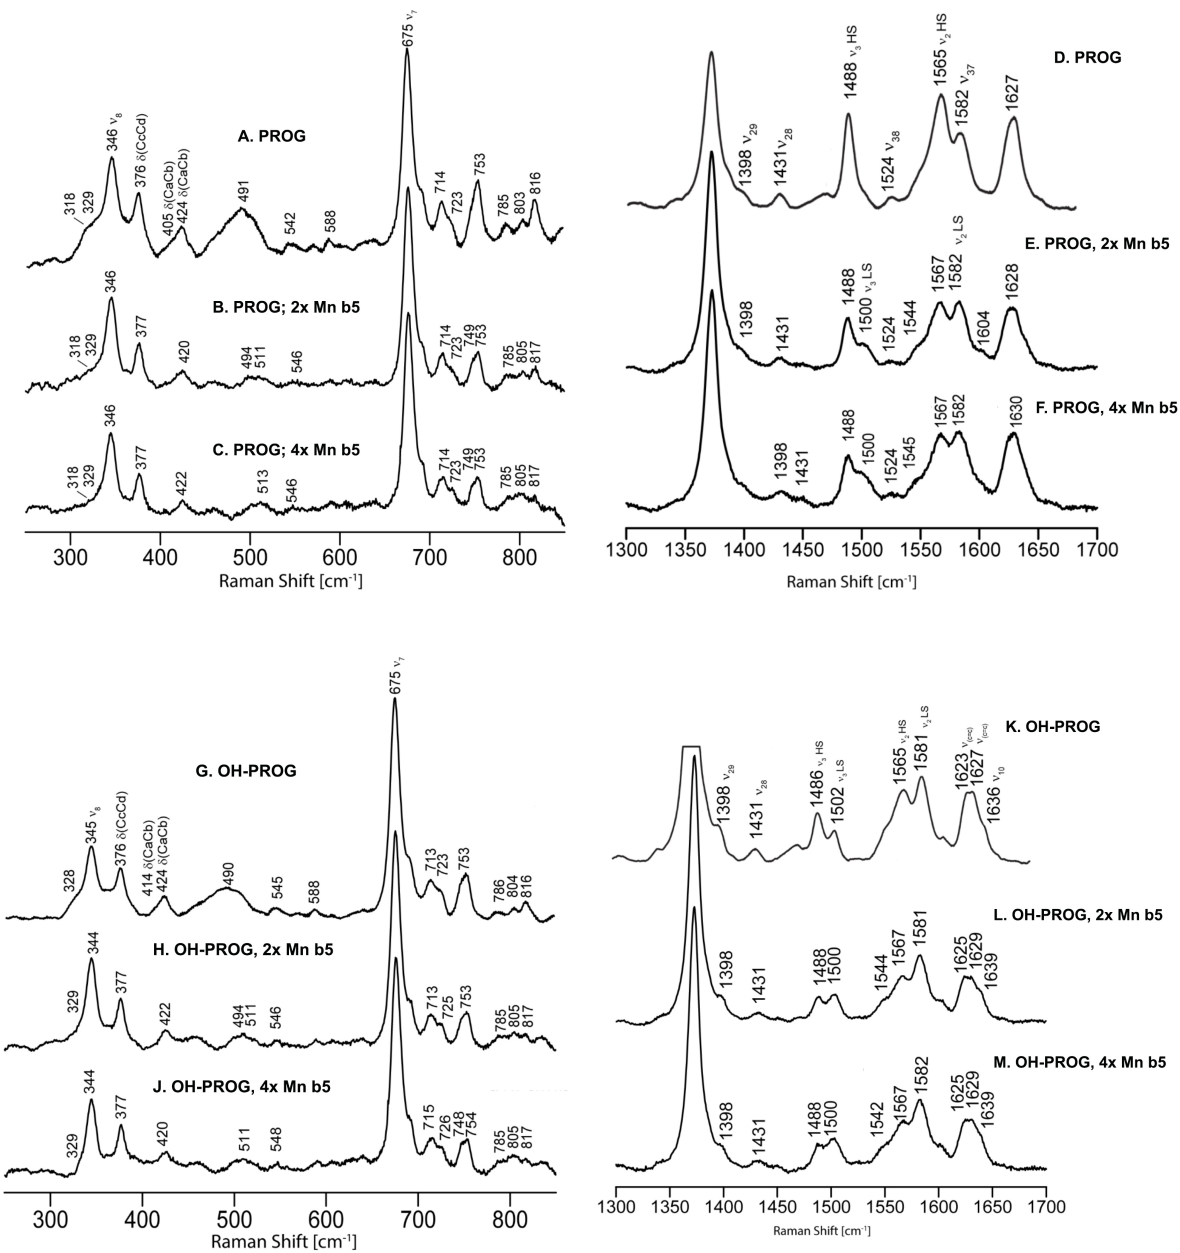 A. PROG
318
329
346 ν8
376 δ(CcCd)
405 δ(CaCb)
424 δ(CaCb)
491
542
588
675 ν7
714
723
753
785
803
816
B. PROG; 2x Mn b5
318
329
346
377
420
494
511
546
714
723
749
753
785
805
817
C. PROG; 4x Mn b5
318
329
346
377
422
513
546
714
723
749
753
785
805
817
300 400 500 600 700 800
Raman Shift [cm-1]
D. PROG
1398 ν29
1431 ν28
1488 ν3 HS
1524 ν38
1565 ν2 HS
1582 ν37
1627
E. PROG, 2x Mn b5
1398
1431
1488
1500 ν3 LS
1524
1544
1567
1582 ν2 LS
1604
1628
F. PROG, 4x Mn b5
1398
1431
1488
1500
1524
1545
1567
1582
1630
1300 1350 1400 1450 1500 1550 1600 1650 1700
Raman Shift [cm-1]
G. OH-PROG
328
345 ν8
376 δ(CcCd)
414 δ(CaCb)
424 δ(CaCb)
490
545
588
675 ν7
713
723
753
786
804
816
H. OH-PROG, 2x Mn b5
329
344
377
422
494
511
546
713
725
753
785
805
817
J. OH-PROG, 4x Mn b5
329
344
377
420
511
548
715
726
748
754
785
805
817
300 400 500 600 700 800
Raman Shift [cm-1]
K. OH-PROG
1398 ν29
1431 ν28
1486 ν3 HS
1502 ν3 LS
1565 ν2 HS
1581 ν2 LS
1623 ν(c=c)
1627 ν(c=c)
1636 ν10
L. OH-PROG, 2x Mn b5
1398
1431
1488
1500
1544
1567
1581
1625
1629
1639
M. OH-PROG, 4x Mn b5
1398
1431
1488
1500
1542
1567
1582
1625
1629
1639
1300 1350 1400 1450 1500 1550 1600 1650 1700
Raman Shift [cm-1]